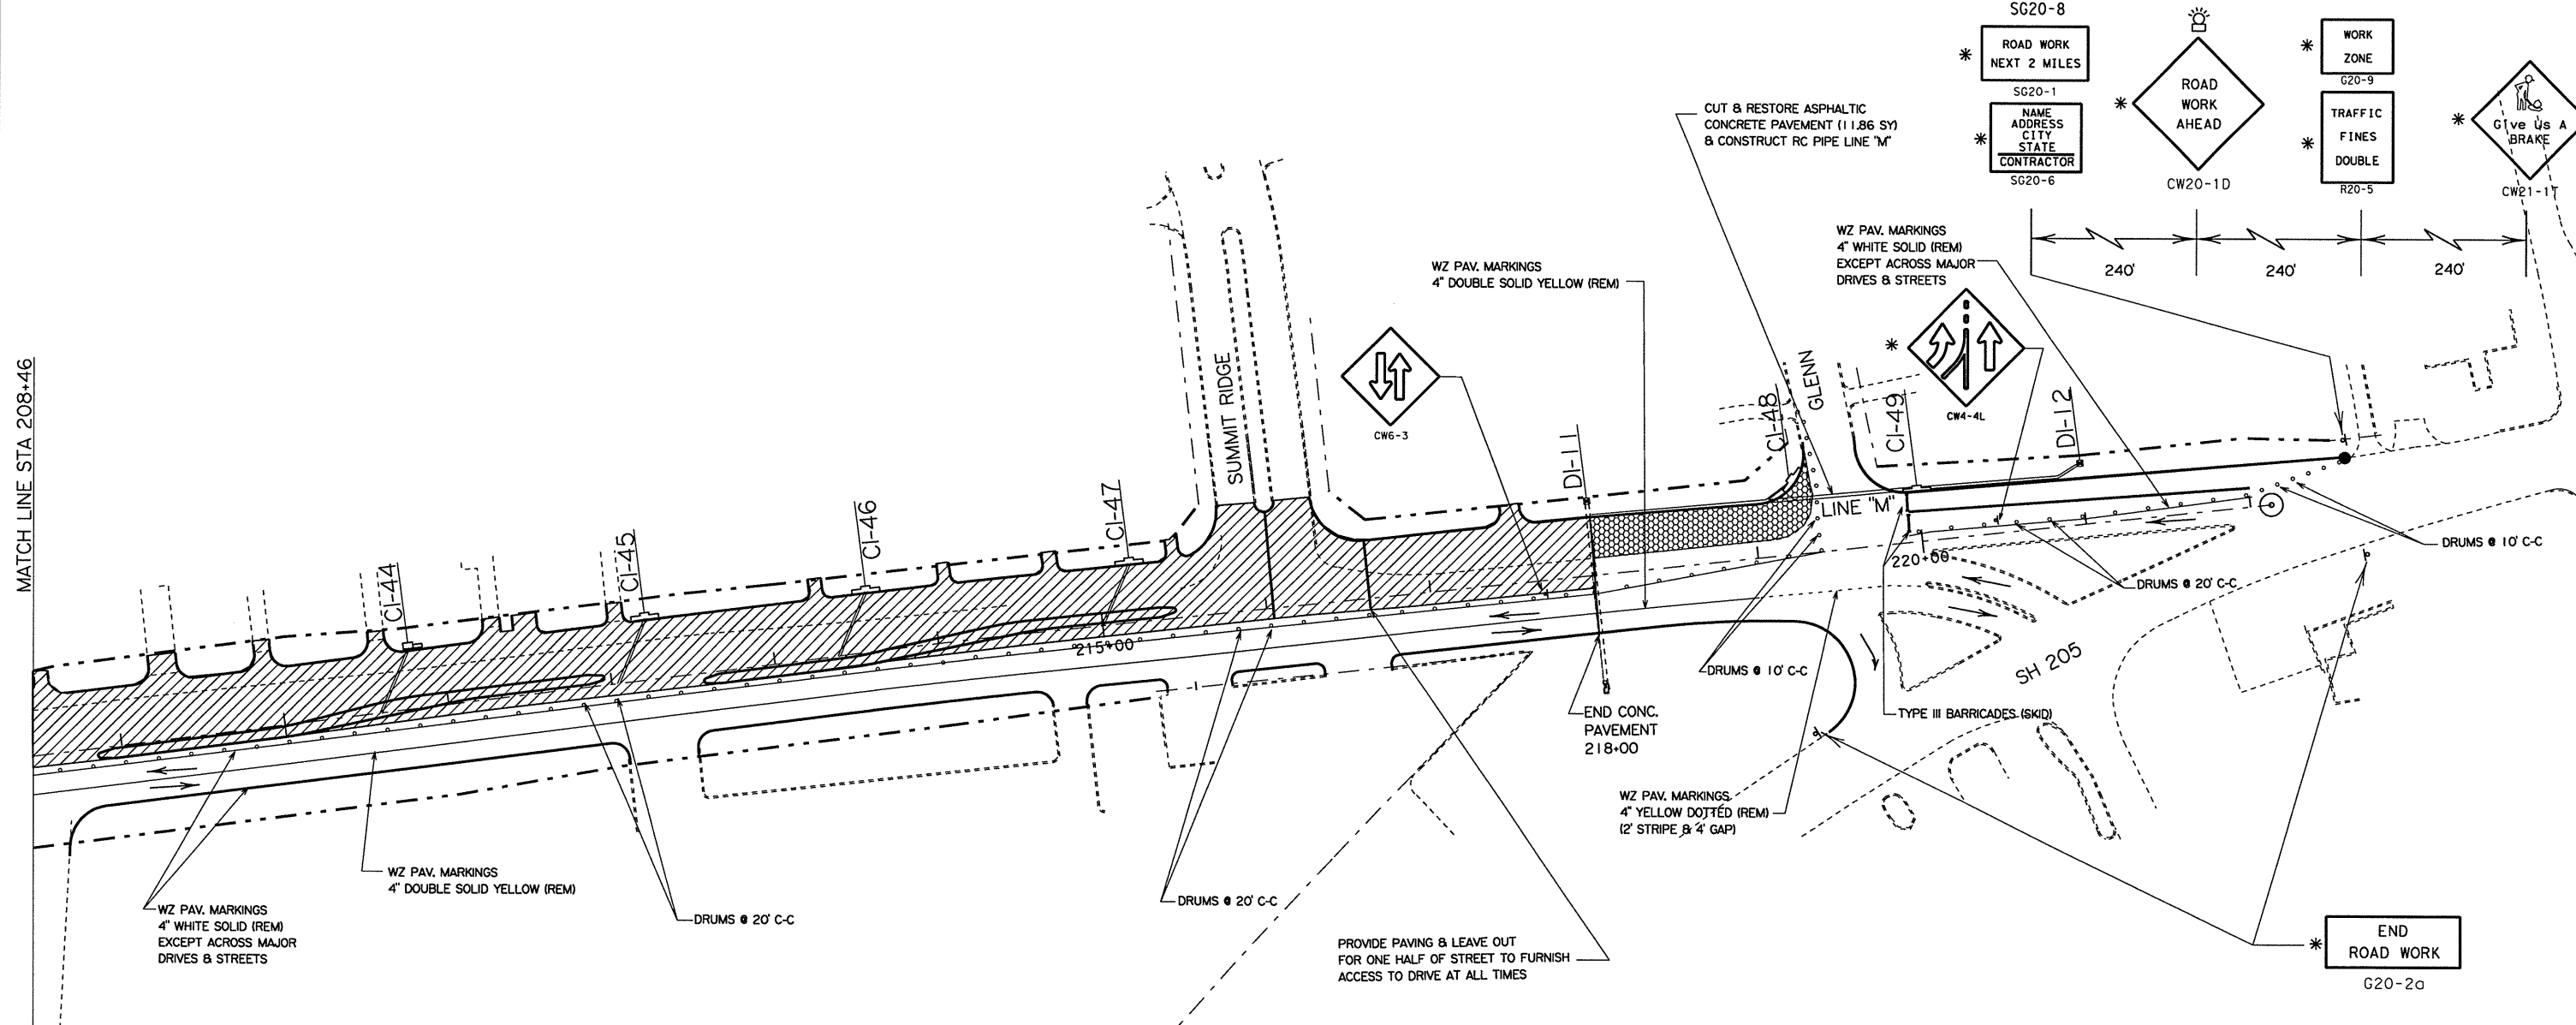 SG20-8
ROAD WORK
NEXT 2 MILES
SG20-1
NAME
ADDRESS
CITY
STATE
CONTRACTOR
SG20-6
ROAD
WORK
AHEAD
CW20-1D
WORK
ZONE
G20-9
TRAFFIC
FINES
DOUBLE
R20-5
Give Us A
BRAKE
CW21-1T
240'
240'
240'
CUT & RESTORE ASPHALTIC
CONCRETE PAVEMENT (11.86 SY)
& CONSTRUCT RC PIPE LINE "M"
WZ PAV. MARKINGS
4" WHITE SOLID (REM)
EXCEPT ACROSS MAJOR
DRIVES & STREETS
WZ PAV. MARKINGS
4" DOUBLE SOLID YELLOW (REM)
CW6-3
CW4-4L
MATCH LINE STA 208+46
SUMMIT RIDGE
GLENN
CI-44
CI-45
CI-46
CI-47
DI-11
CI-48
CI-49
DI-12
LINE "M"
215+00
220+00
DRUMS @ 10' C-C
DRUMS @ 20' C-C
DRUMS @ 10' C-C
SH 205
TYPE III BARRICADES (SKID)
END CONC.
PAVEMENT
218+00
WZ PAV. MARKINGS
4" YELLOW DOTTED (REM)
(2' STRIPE & 4' GAP)
WZ PAV. MARKINGS
4" DOUBLE SOLID YELLOW (REM)
WZ PAV. MARKINGS
4" WHITE SOLID (REM)
EXCEPT ACROSS MAJOR
DRIVES & STREETS
DRUMS @ 20' C-C
DRUMS @ 20' C-C
PROVIDE PAVING & LEAVE OUT
FOR ONE HALF OF STREET TO FURNISH
ACCESS TO DRIVE AT ALL TIMES
END
ROAD WORK
G20-2a